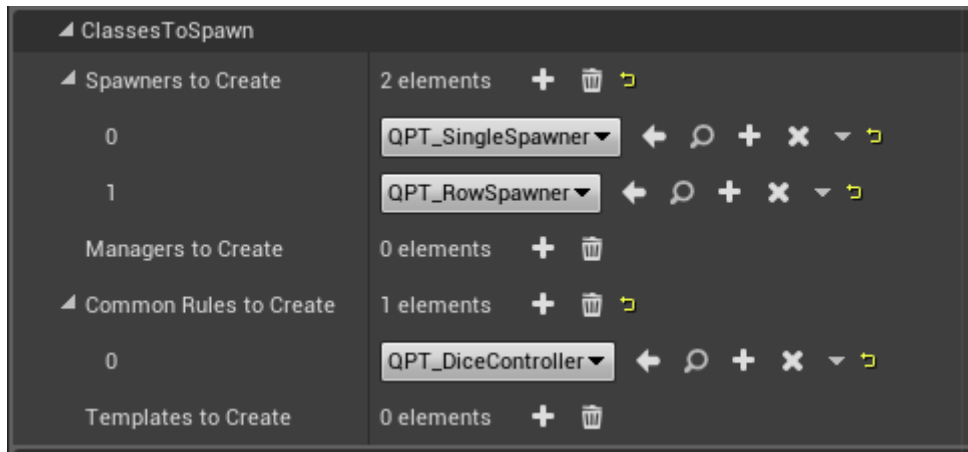 ClassesToSpawn
Spawners to Create 2 elements
0 QPT_SingleSpawner
1 QPT_RowSpawner
Managers to Create 0 elements
Common Rules to Create 1 elements
0 QPT_DiceController
Templates to Create 0 elements